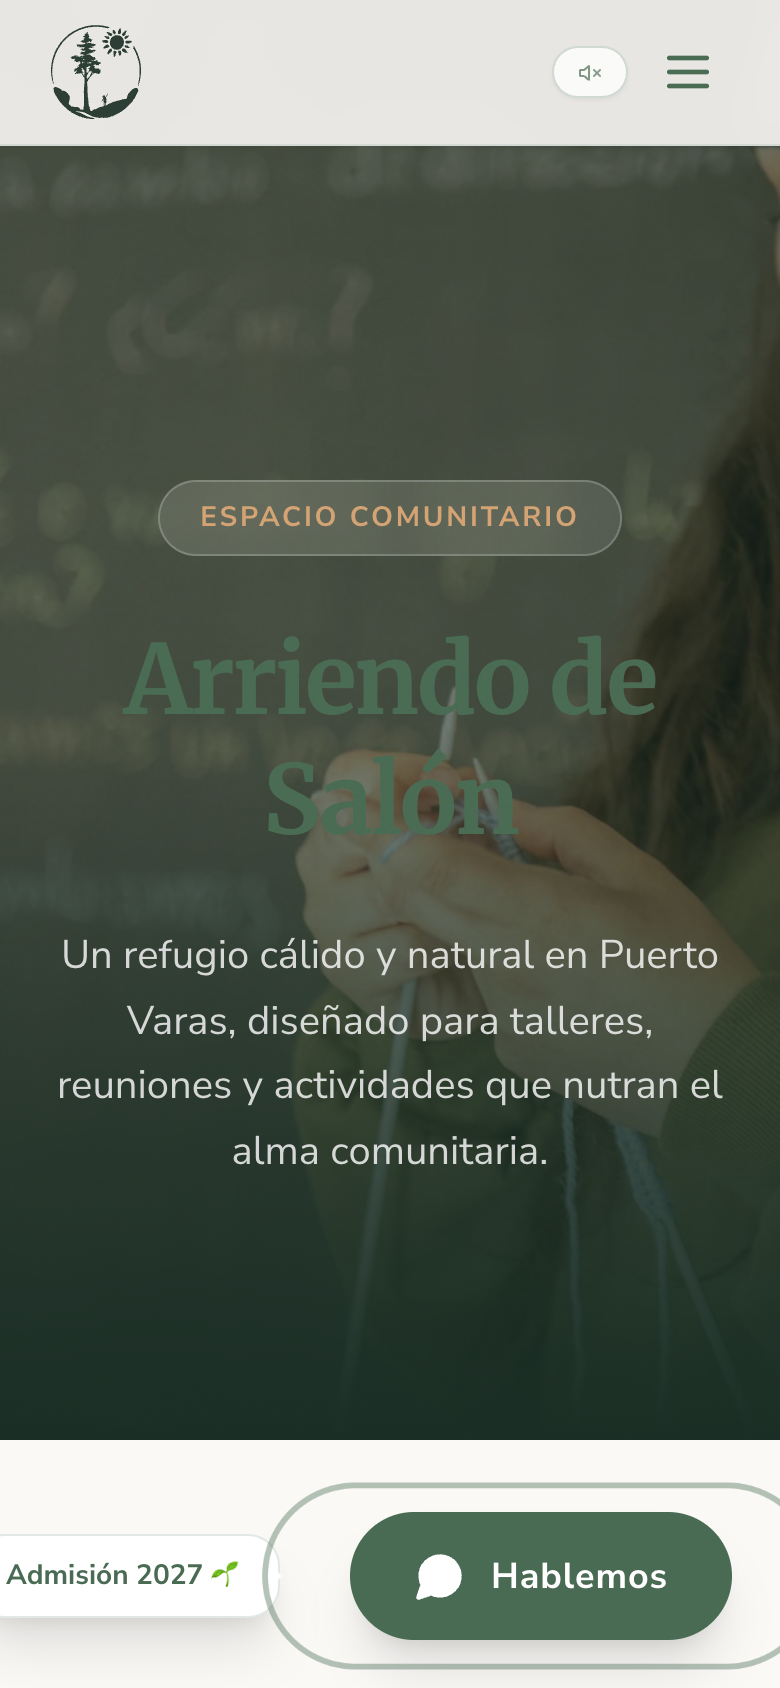 ESPACIO COMUNITARIO
Arriendo de
Salón
Un refugio cálido y natural en Puerto
Varas, diseñado para talleres,
reuniones y actividades que nutran el
alma comunitaria.
Admisión 2027 🌱
Hablemos